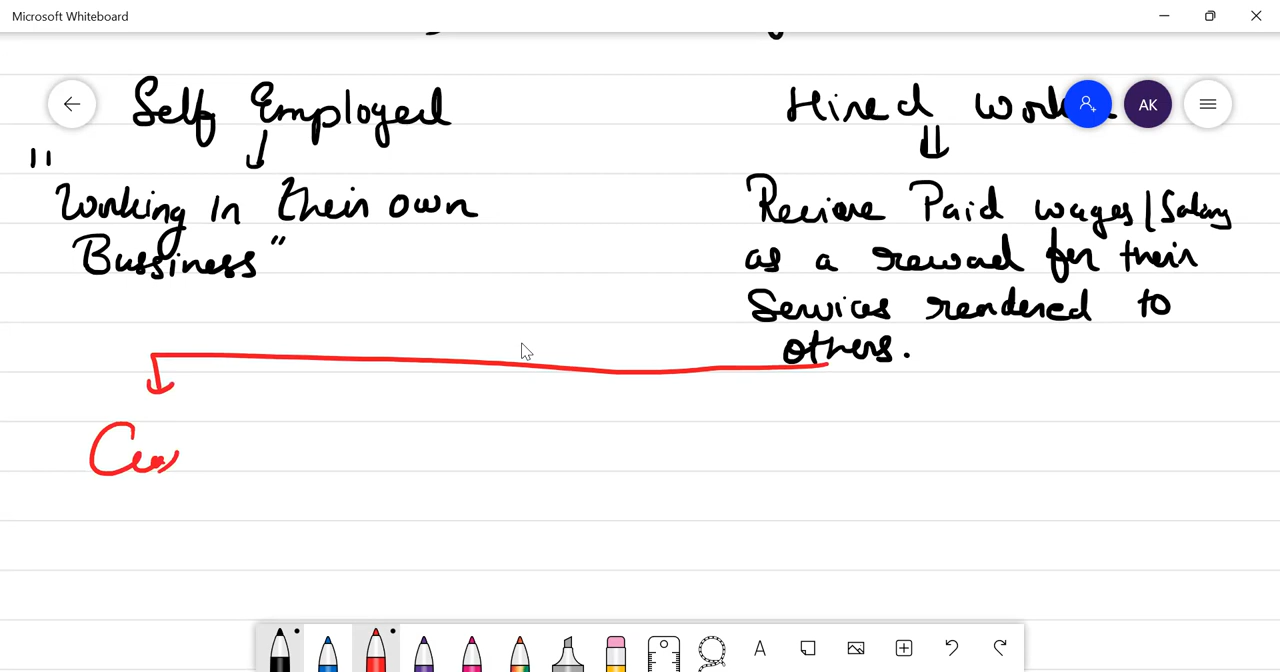 Microsoft Whiteboard
Self Employed
"Working In their own
Bussiness"
Hired
AK
Recieve Paid wages/Salary
as a reward for their
Services rendered to
others.
A